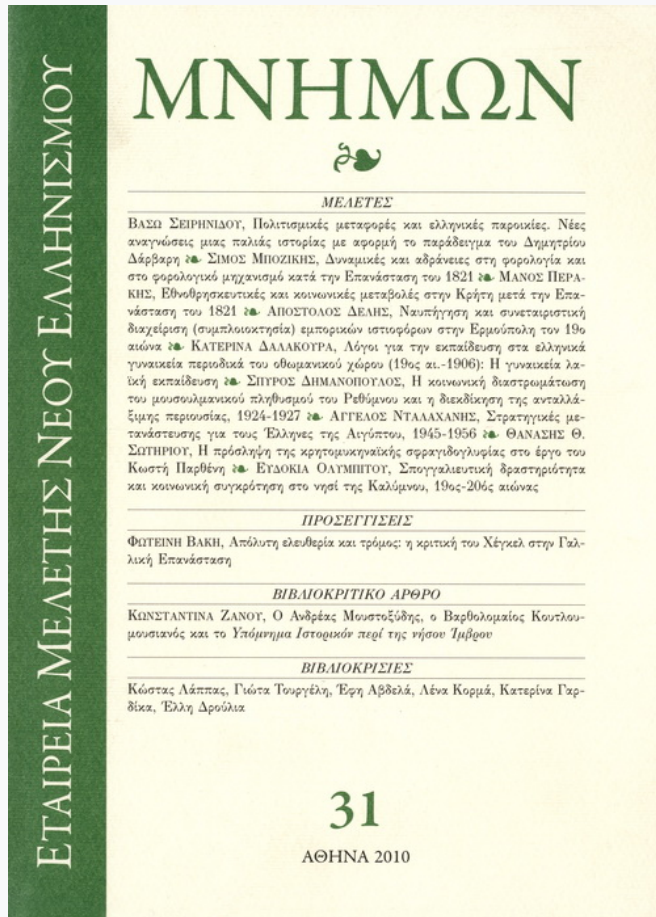 ΕΤΑΙΡΕΙΑ ΜΕΛΕΤΗΣ ΝΕΟΥ ΕΛΛΗΝΙΣΜΟΥ
ΜΝΗΜΩΝ
ΜΕΛΕΤΕΣ
ΒΑΣΩ ΣΕΙΡΗΝΙΔΟΥ, Πολιτισμικές μεταφορές και ελληνικές παροικίες. Νέες
αναγνώσεις μιας παλιάς ιστορίας με αφορμή το παράδειγμα του Δημητρίου
Δάρβαρη ❧ ΣΙΜΟΣ ΜΠΟΖΙΚΗΣ, Δυναμικές και αδράνειες στη φορολογία και
στο φορολογικό μηχανισμό κατά την Επανάσταση του 1821 ❧ ΜΑΝΟΣ ΠΕΡΑ-
ΚΗΣ, Εθνοθρησκευτικές και κοινωνικές μεταβολές στην Κρήτη μετά την Επα-
νάσταση του 1821 ❧ ΑΠΟΣΤΟΛΟΣ ΔΕΛΗΣ, Ναυπήγηση και συνεταιριστική
διαχείριση (συμπλοιοκτησία) εμπορικών ιστιοφόρων στην Ερμούπολη τον 19ο
αιώνα ❧ ΚΑΤΕΡΙΝΑ ΔΑΛΑΚΟΥΡΑ, Λόγοι για την εκπαίδευση στα ελληνικά
γυναικεία περιοδικά του οθωμανικού χώρου (19ος αι.-1906): Η γυναικεία λα-
ϊκή εκπαίδευση ❧ ΣΠΥΡΟΣ ΔΗΜΑΝΟΠΟΥΛΟΣ, Η κοινωνική διαστρωμάτωση
του μουσουλμανικού πληθυσμού του Ρεθύμνου και η διεκδίκηση της ανταλλά-
ξιμης περιουσίας, 1924-1927 ❧ ΑΓΓΕΛΟΣ ΝΤΑΛΑΧΑΝΗΣ, Στρατηγικές με-
τανάστευσης για τους Έλληνες της Αιγύπτου, 1945-1956 ❧ ΘΑΝΑΣΗΣ Θ.
ΣΩΤΗΡΙΟΥ, Η πρόσληψη της κρητομυκηναϊκής σφραγιδογλυφίας στο έργο του
Κωστή Παρθένη ❧ ΕΥΔΟΚΙΑ ΟΛΥΜΠΙΤΟΥ, Σπογγαλιευτική δραστηριότητα
και κοινωνική συγκρότηση στο νησί της Καλύμνου, 19ος-20ός αιώνας
ΠΡΟΣΕΓΓΙΣΕΙΣ
ΦΩΤΕΙΝΗ ΒΑΚΗ, Απόλυτη ελευθερία και τρόμος: η κριτική του Χέγκελ στην Γαλ-
λική Επανάσταση
ΒΙΒΛΙΟΚΡΙΤΙΚΟ ΑΡΘΡΟ
ΚΩΝΣΤΑΝΤΙΝΑ ΖΑΝΟΥ, Ο Ανδρέας Μουστοξύδης, ο Βαρθολομαίος Κουτλου-
μουσιανός και το Υπόμνημα Ιστορικόν περί της νήσου Ίμβρου
ΒΙΒΛΙΟΚΡΙΣΙΕΣ
Κώστας Λάππας, Γιώτα Τουργέλη, Έφη Αβδελά, Λένα Κορμά, Κατερίνα Γαρ-
δίκα, Έλλη Δρούλια
31
ΑΘΗΝΑ 2010